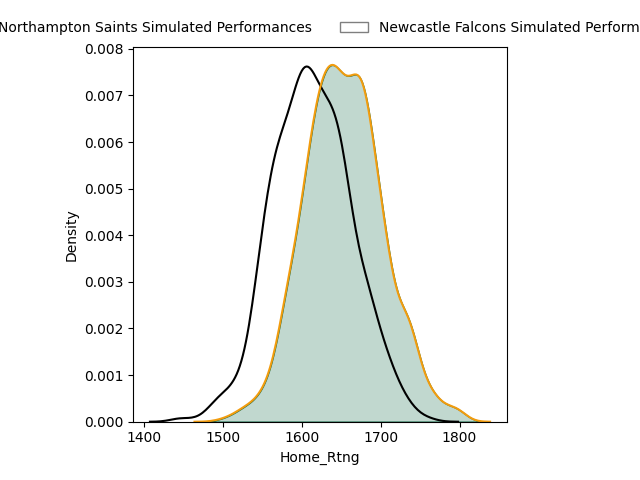 Northampton Saints Simulated Performances
Newcastle Falcons Simulated Perform
0.008
0.007
0.006
0.005
0.004
0.003
0.002
0.001
0.000
Density
1400 1500 1600 1700 1800
Home_Rtng